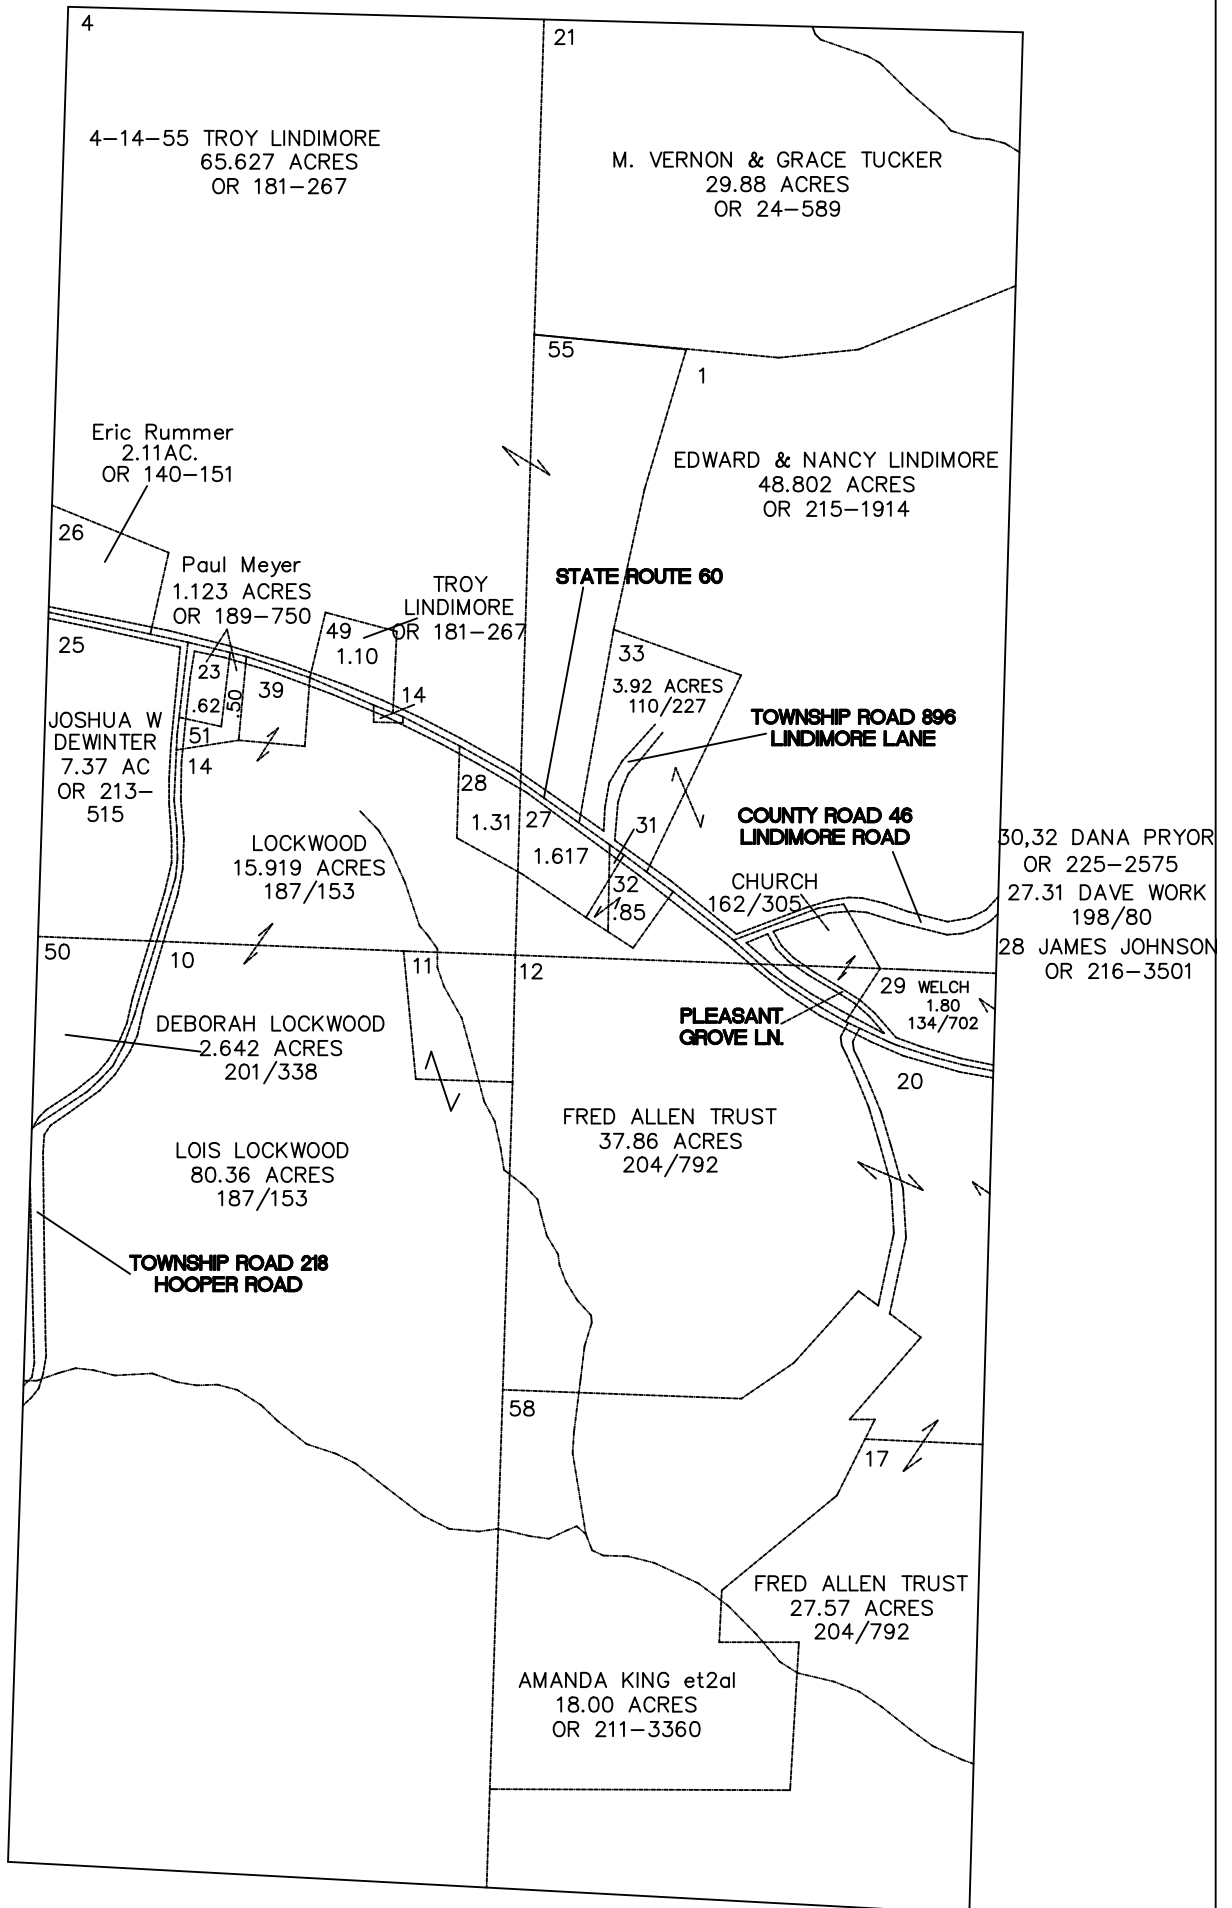 4
21
4-14-55 TROY LINDIMORE
65.627 ACRES
OR 181-267
M. VERNON & GRACE TUCKER
29.88 ACRES
OR 24-589
55
1
Eric Rummer
2.11AC.
OR 140-151
EDWARD & NANCY LINDIMORE
48.802 ACRES
OR 215-1914
26
Paul Meyer
1.123 ACRES
OR 189-750
TROY
LINDIMORE
OR 181-267
STATE ROUTE 60
49
1.10
25
23
.62
.50
39
14
33
3.92 ACRES
110/227
JOSHUA W
DEWINTER
7.37 AC
OR 213-
515
51
14
TOWNSHIP ROAD 896
LINDIMORE LANE
28
1.31
27
1.617
31
32
.85
COUNTY ROAD 46
LINDIMORE ROAD
LOCKWOOD
15.919 ACRES
187/153
CHURCH
162/305
30,32 DANA PRYOR
OR 225-2575
27.31 DAVE WORK
198/80
28 JAMES JOHNSON
OR 216-3501
50
10
11
12
29
WELCH
1.80
134/702
PLEASANT
GROVE LN.
DEBORAH LOCKWOOD
2.642 ACRES
201/338
20
FRED ALLEN TRUST
37.86 ACRES
204/792
LOIS LOCKWOOD
80.36 ACRES
187/153
TOWNSHIP ROAD 218
HOOPER ROAD
58
17
FRED ALLEN TRUST
27.57 ACRES
204/792
AMANDA KING et2al
18.00 ACRES
OR 211-3360